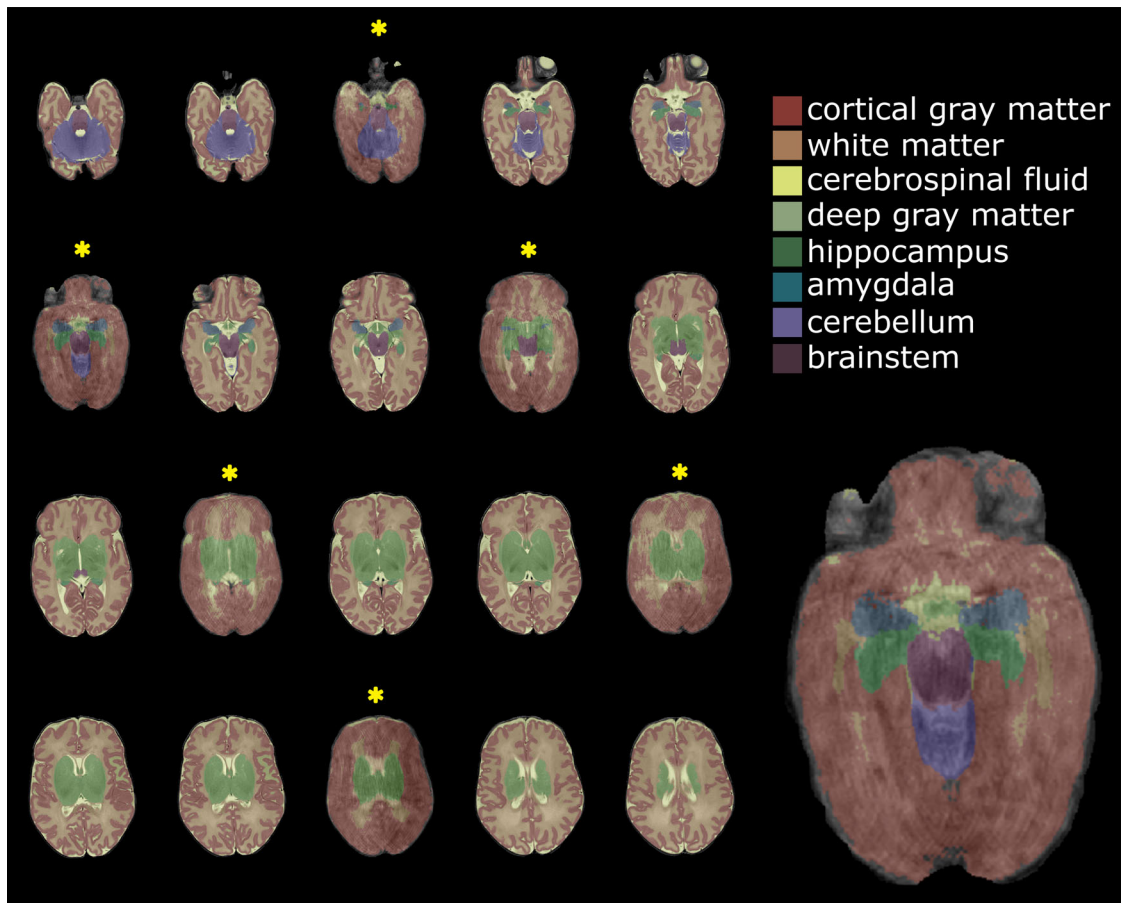 cortical gray matter
white matter
cerebrospinal fluid
deep gray matter
hippocampus
amygdala
cerebellum
brainstem